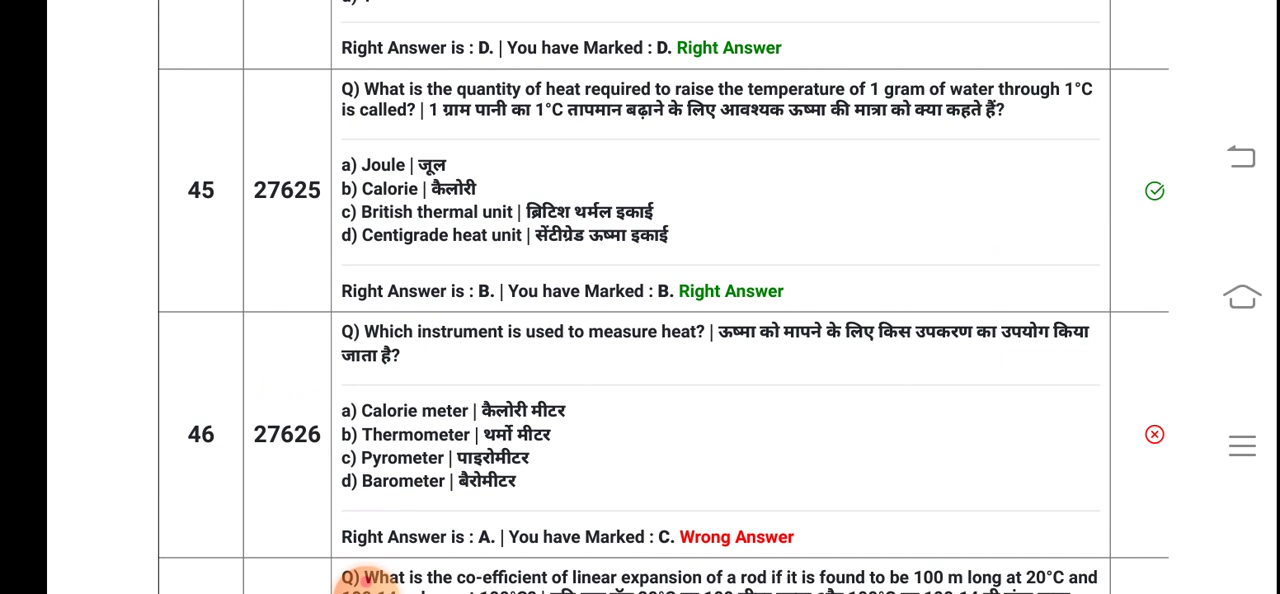 Right Answer is : D. | You have Marked : D. Right Answer
Q) What is the quantity of heat required to raise the temperature of 1 gram of water through 1°C
is called? | 1 ग्राम पानी का 1°C तापमान बढ़ाने के लिए आवश्यक ऊष्मा की मात्रा को क्या कहते हैं?
45
27625
a) Joule | जूल
b) Calorie | कैलोरी
c) British thermal unit | ब्रिटिश थर्मल इकाई
d) Centigrade heat unit | सेंटीग्रेड ऊष्मा इकाई
Right Answer is : B. | You have Marked : B. Right Answer
Q) Which instrument is used to measure heat? | ऊष्मा को मापने के लिए किस उपकरण का उपयोग किया
जाता है?
46
27626
a) Calorie meter | कैलोरी मीटर
b) Thermometer | थर्मो मीटर
c) Pyrometer | पाइरोमीटर
d) Barometer | बैरोमीटर
Right Answer is : A. | You have Marked : C. Wrong Answer
Q) What is the co-efficient of linear expansion of a rod if it is found to be 100 m long at 20°C and